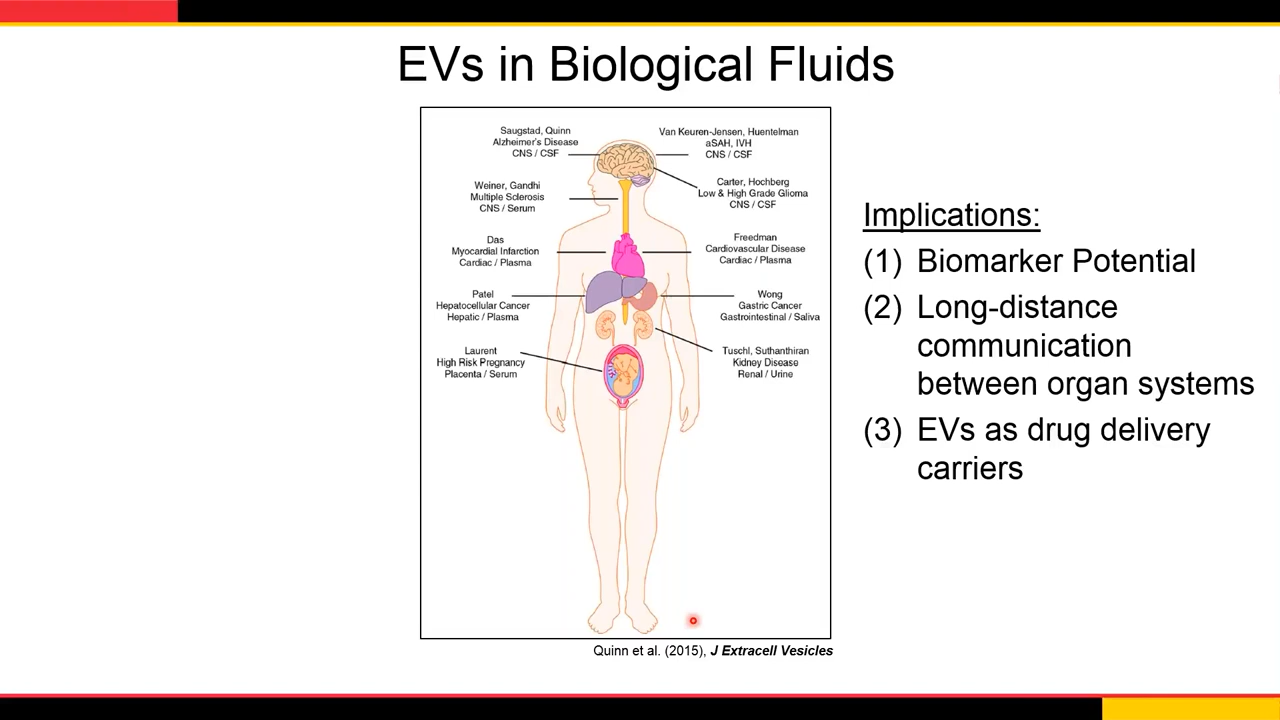 EVs in Biological Fluids
Saugstad, Quinn
Alzheimer's Disease
CNS / CSF
Van Keuren-Jensen, Huentelman
aSAH, IVH
CNS / CSF
Weiner, Gandhi
Multiple Sclerosis
CNS / Serum
Carter, Hochberg
Low & High Grade Glioma
CNS / CSF
Das
Myocardial Infarction
Cardiac / Plasma
Freedman
Cardiovascular Disease
Cardiac / Plasma
Patel
Hepatocellular Cancer
Hepatic / Plasma
Wong
Gastric Cancer
Gastrointestinal / Saliva
Laurent
High Risk Pregnancy
Placenta / Serum
Tuschl, Suthanthiran
Kidney Disease
Renal / Urine
Quinn et al. (2015), J Extracell Vesicles
Implications:
(1) Biomarker Potential
(2) Long-distance
communication
between organ systems
(3) EVs as drug delivery
carriers